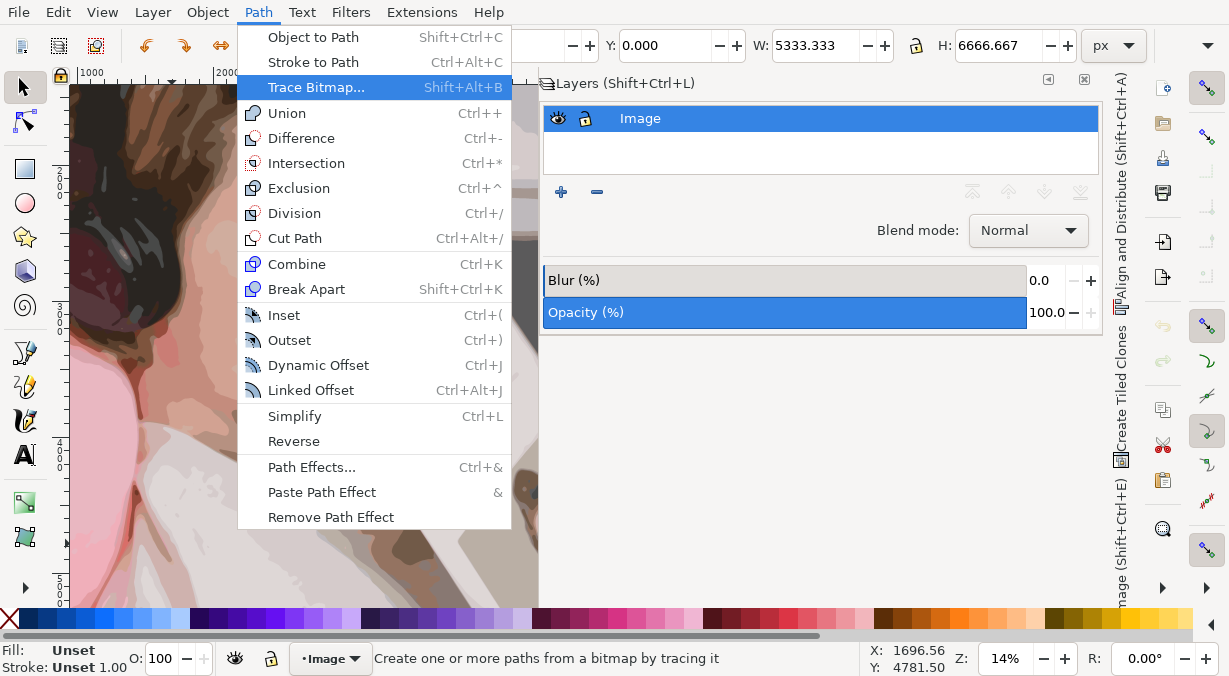 File Edit View Layer Object Path Text Filters Extensions Help
Y: 0.000 W: 5333.333 H: 6666.667 px
1000 2000
Object to Path Shift+Ctrl+C
Stroke to Path Ctrl+Alt+C
Trace Bitmap... Shift+Alt+B
Union Ctrl++
Difference Ctrl+-
Intersection Ctrl+*
Exclusion Ctrl+^
Division Ctrl+/
Cut Path Ctrl+Alt+/
Combine Ctrl+K
Break Apart Shift+Ctrl+K
Inset Ctrl+(
Outset Ctrl+)
Dynamic Offset Ctrl+J
Linked Offset Ctrl+Alt+J
Simplify Ctrl+L
Reverse
Path Effects... Ctrl+&
Paste Path Effect &
Remove Path Effect
Layers (Shift+Ctrl+L)
Image
Blend mode: Normal
Blur (%) 0.0
Opacity (%) 100.0
Align and Distribute (Shift+Ctrl+A)
Create Tiled Clones
mage (Shift+Ctrl+E)
2000
3000
4000
5000
Fill: Unset
Stroke: Unset 1.00
O: 100
•Image
Create one or more paths from a bitmap by tracing it
X: 1696.56
Y: 4781.50
Z: 14%
R: 0.00°